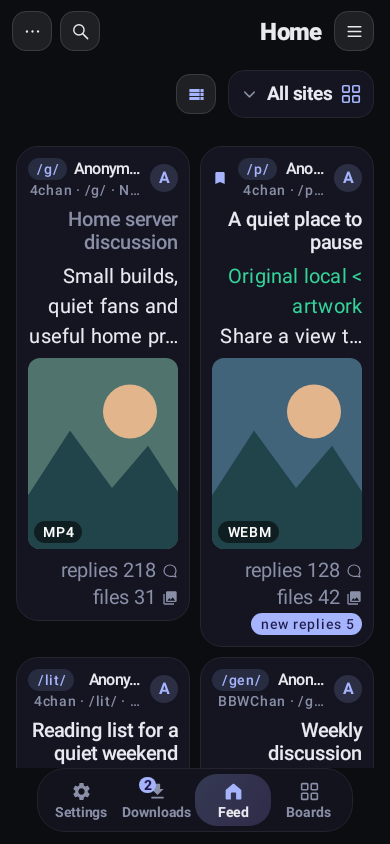 Home
All sites
/g/ Anonym… A
4chan · /g/ · N…
Home server
discussion
Small builds,
quiet fans and
useful home pr…
MP4
replies 218
files 31
/p/ Ano… A
4chan · /p…
A quiet place to
pause
Original local <
artwork
Share a view t…
WEBM
replies 128
files 42
new replies 5
/lit/ Anony… A
4chan · /lit/ · …
Reading list for a
quiet weekend
/gen/ Anon… A
BBWChan · /g…
Weekly
discussion
2
Settings Downloads Feed Boards